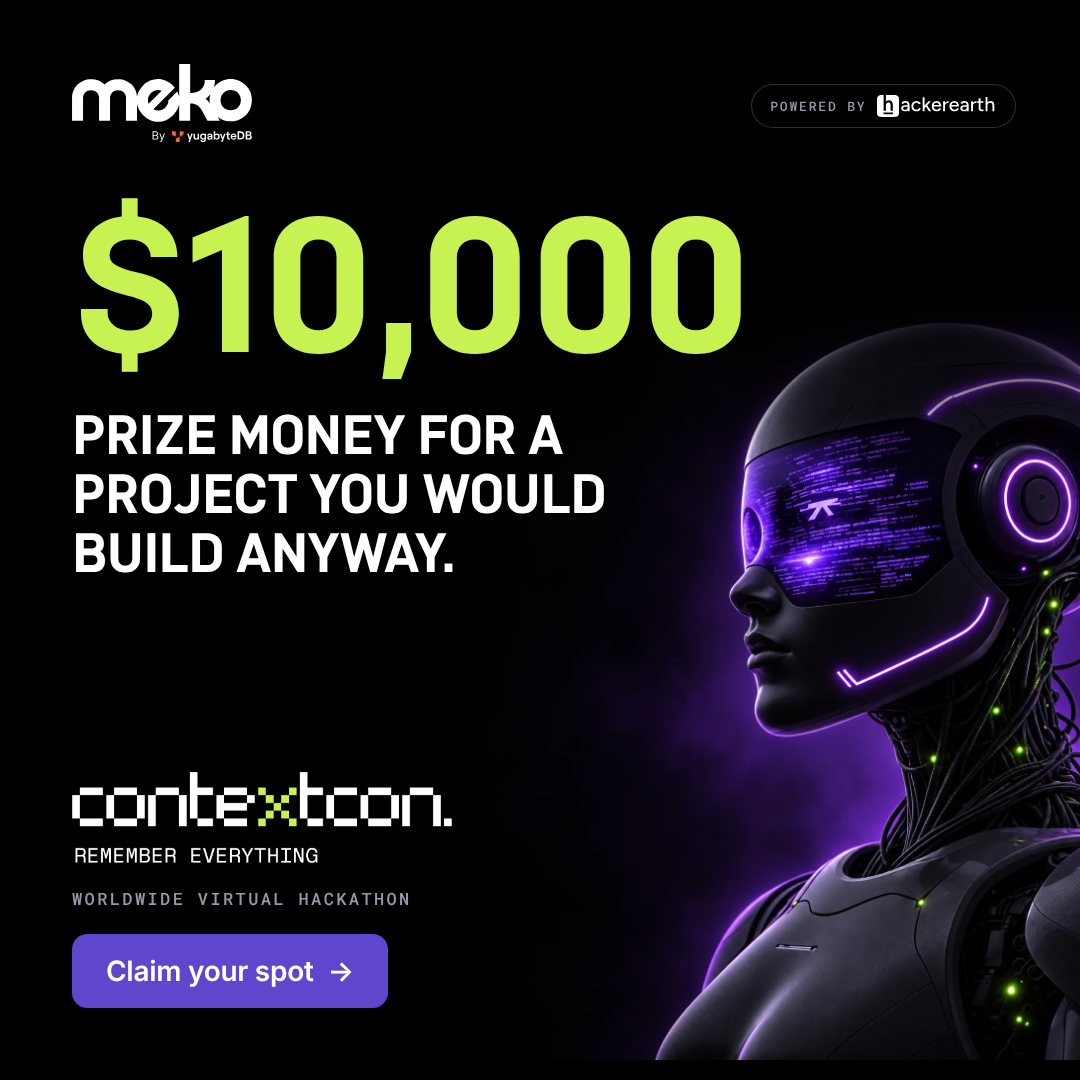 meko
By yugabyteDB
POWERED BY hackerearth
$10,000
PRIZE MONEY FOR A
PROJECT YOU WOULD
BUILD ANYWAY.
contextcon.
REMEMBER EVERYTHING
WORLDWIDE VIRTUAL HACKATHON
Claim your spot →